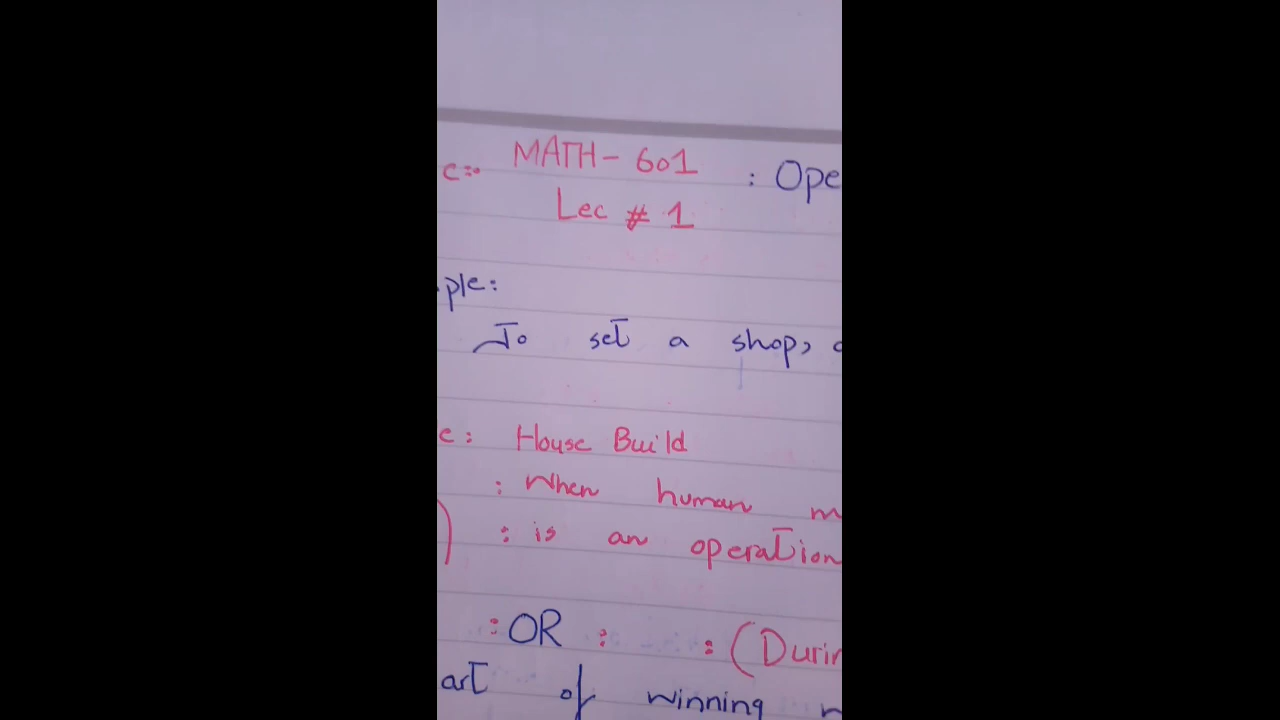 c:- MATH-601 : Ope
Lec # 1
ple:
To set a shop,
e: House Build
: When human m
) : is an operation
: OR : : (Durin
art of winning